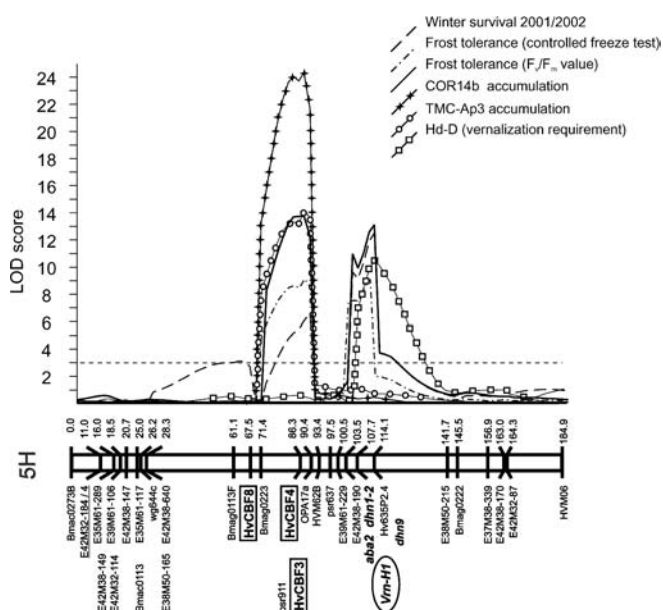 Winter survival 2001/2002
Frost tolerance (controlled freeze test)
Frost tolerance (Fv/Fm value)
COR14b accumulation
TMC-Ap3 accumulation
Hd-D (vernalization requirement)
LOD score
24
22
20
18
16
14
12
10
8
6
4
3
2
0.0
11.0
16.0
18.5
20.7
25.0
26.2
28.3
61.1
67.5
71.4
86.3
90.4
93.4
97.5
100.5
103.5
107.7
114.1
141.7
145.5
156.9
163.0
164.3
184.9
5H
Bmac0273B
E42M32-184 / 4
E35M61-289
E39M61-106
E42M38-147
E35M61-117
wg644c
E42M38-640
Bmag0113F
HvCBF8
Bmag0223
HvCBF4
OPA17a
HVM62B
psr637
E39M61-229
E42M38-190
aba2 dhn1-2
Hv635P2.4
dhn9
E38M50-215
Bmag0222
E37M38-339
E42M38-170
E42M32-87
HVM06
E42M38-149
E42M32-114
Bmac0113
E38M50-165
psr911
HvCBF3
Vrn-H1